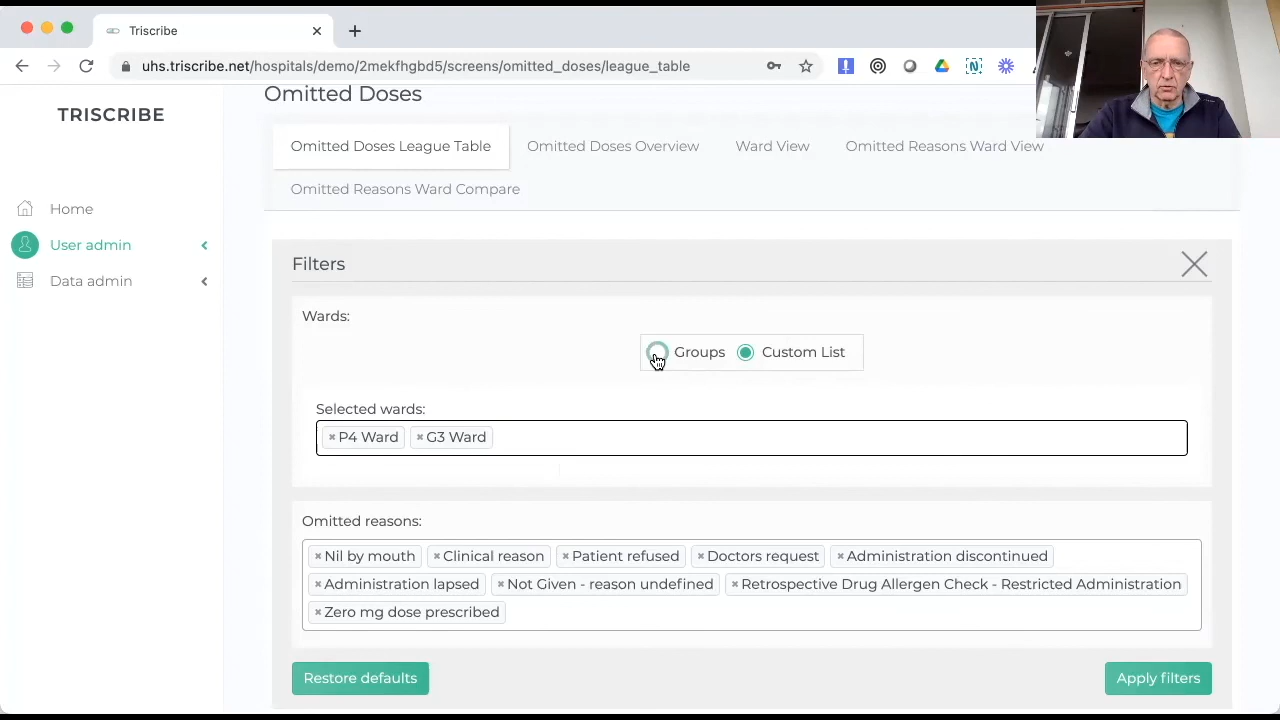 Triscribe
uhs.triscribe.net/hospitals/demo/2mekfhgbd5/screens/omitted_doses/league_table
TRISCRIBE
Omitted Doses
Omitted Doses League Table
Omitted Doses Overview
Ward View
Omitted Reasons Ward View
Omitted Reasons Ward Compare
Home
User admin
Data admin
Filters
Wards:
Groups Custom List
Selected wards:
P4 Ward G3 Ward
Omitted reasons:
Nil by mouth Clinical reason Patient refused Doctors request Administration discontinued
Administration lapsed Not Given - reason undefined Retrospective Drug Allergen Check - Restricted Administration
Zero mg dose prescribed
Restore defaults Apply filters